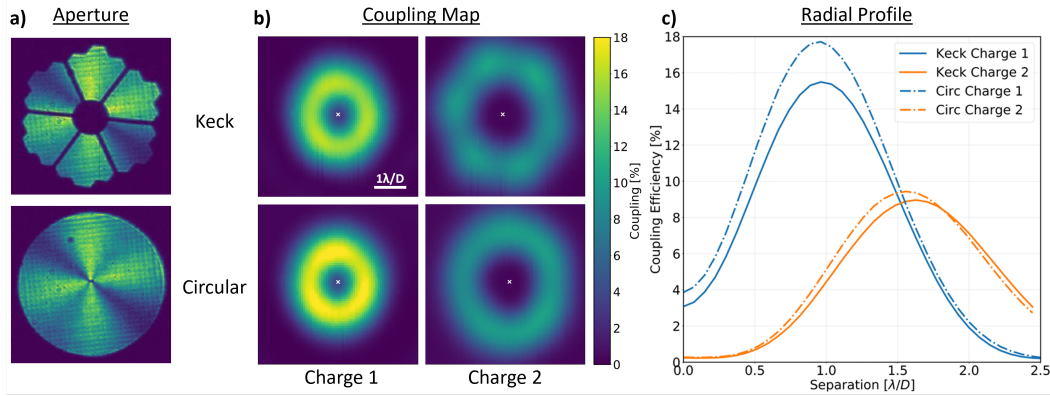 a) Aperture
b) Coupling Map
c) Radial Profile
Keck
Circular
1λ/D
Charge 1
Charge 2
18
16
14
12
10
8
6
4
2
0
Coupling [%]
18
16
14
12
10
8
6
4
2
0
Coupling Efficiency [%]
Keck Charge 1
Keck Charge 2
Circ Charge 1
Circ Charge 2
0.0 0.5 1.0 1.5 2.0 2.5
Separation [λ/D]